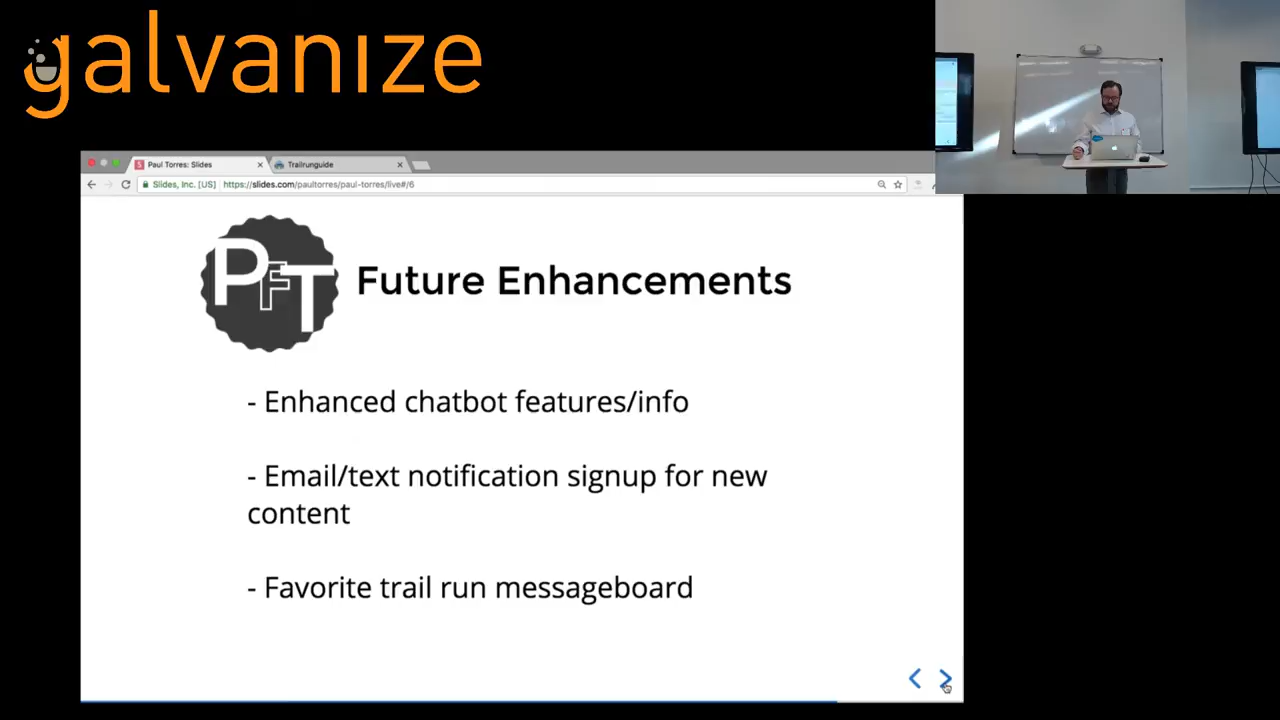 galvanize
Paul Torres: Slides
Trailrunguide
Slides, Inc. [US]
https://slides.com/paultorres/paul-torres/live#/6
PFT
Future Enhancements
- Enhanced chatbot features/info
- Email/text notification signup for new
content
- Favorite trail run messageboard